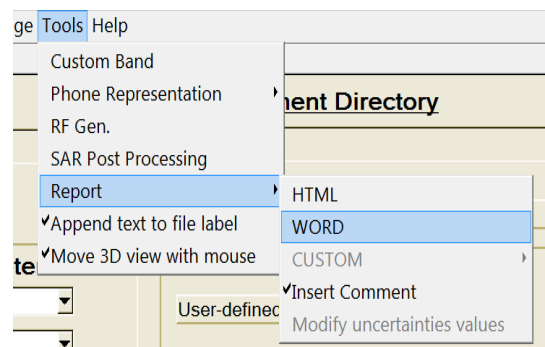 ge Tools Help
Custom Band
Phone Representation
nent Directory
RF Gen.
SAR Post Processing
Report
HTML
Append text to file label
WORD
Move 3D view with mouse
CUSTOM
te
Insert Comment
User-defined
Modify uncertainties values